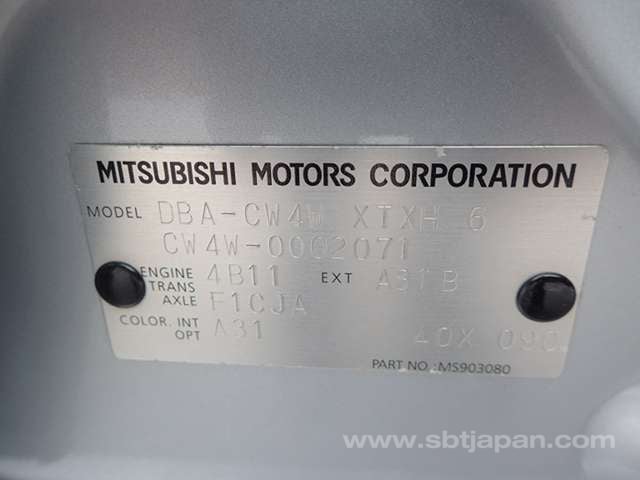 MITSUBISHI MOTORS CORPORATION
MODEL DBA-CW4W XTXH 6
CW4W-0002071
ENGINE 4B11 EXT A31B
TRANS
AXLE F1CJA
COLOR. INT A31
OPT 40X 090
PART NO.:MS903080
www.sbtjapan.com